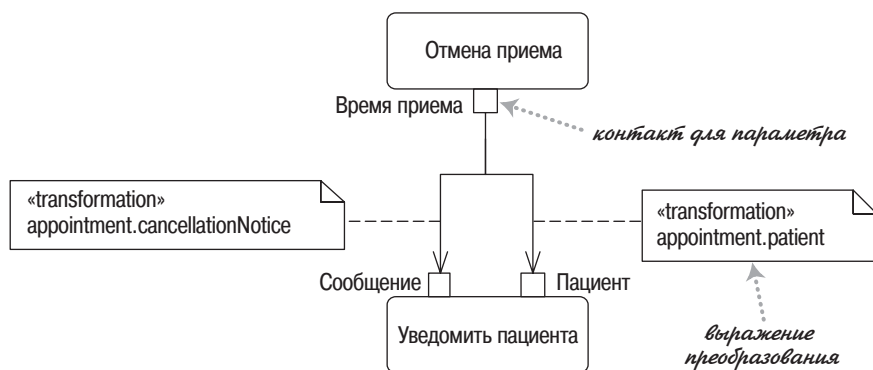 Отмена приема
Время приема
контакт для параметра
«transformation»
appointment.cancellationNotice
«transformation»
appointment.patient
Сообщение
Пациент
Уведомить пациента
выражение
преобразования